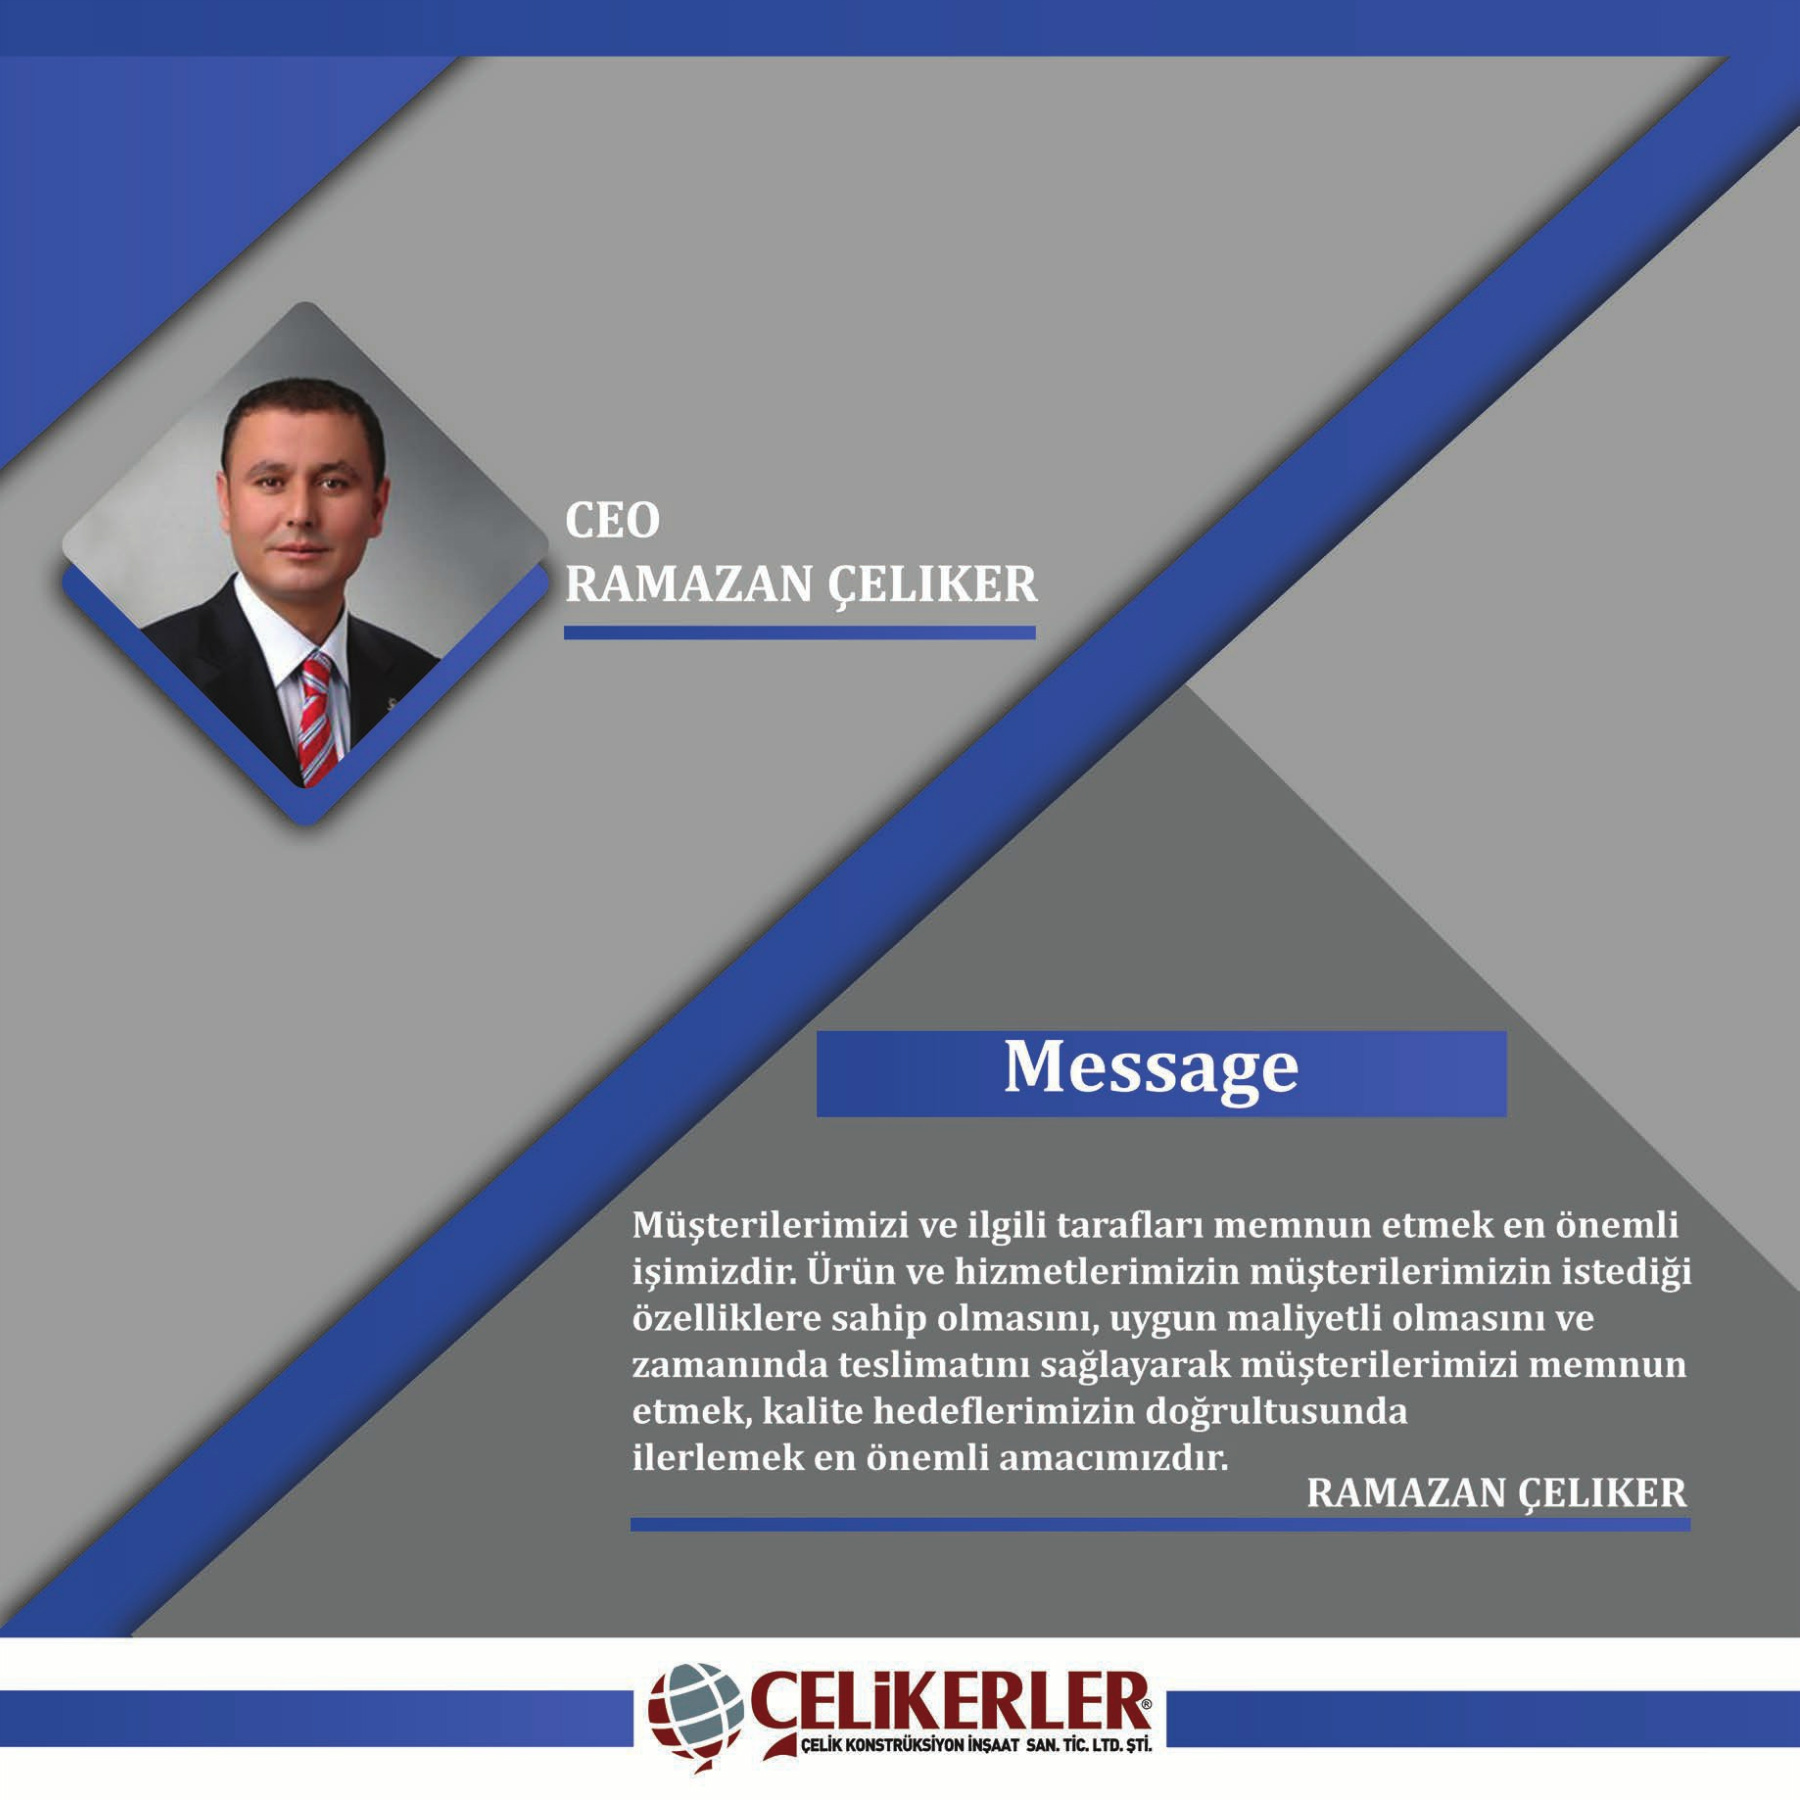 CEO
RAMAZAN ÇELIKER
Message
Müşterilerimizi ve ilgili tarafları memnun etmek en önemli
işimizdir. Ürün ve hizmetlerimizin müşterilerimizin istediği
özelliklere sahip olmasını, uygun maliyetli olmasını ve
zamanında teslimatını sağlayarak müşterilerimizi memnun
etmek, kalite hedeflerimizin doğrultusunda
ilerlemek en önemli amacımızdır.
RAMAZAN ÇELIKER
ÇELiKERLER®
ÇELİK KONSTRÜKSİYON İNŞAAT SAN. TİC. LTD. ŞTİ.